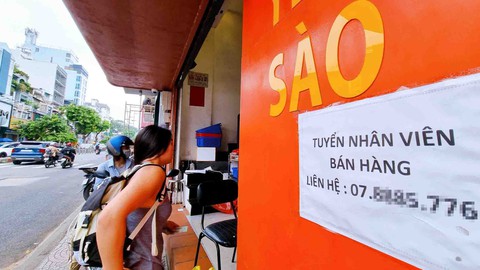 SÀO
TUYỂN NHÂN VIÊN
BÁN HÀNG
LIÊN HỆ : 07.